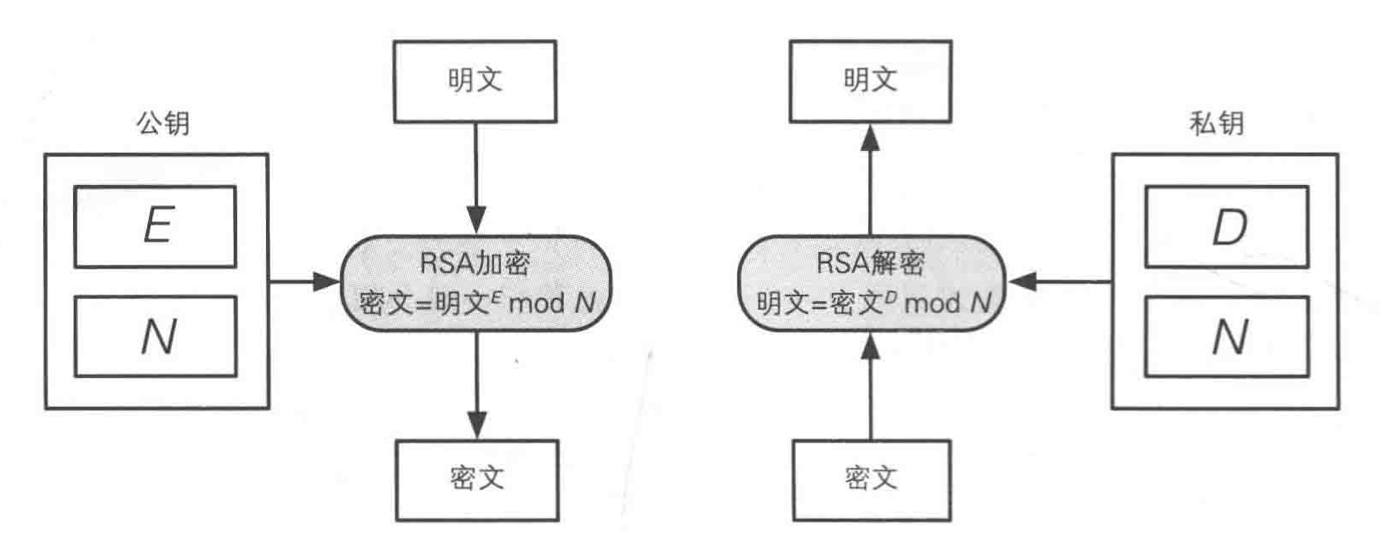 公钥
E
N
明文
RSA加密
密文=明文^E mod N
密文
明文
RSA解密
明文=密文^D mod N
密文
私钥
D
N